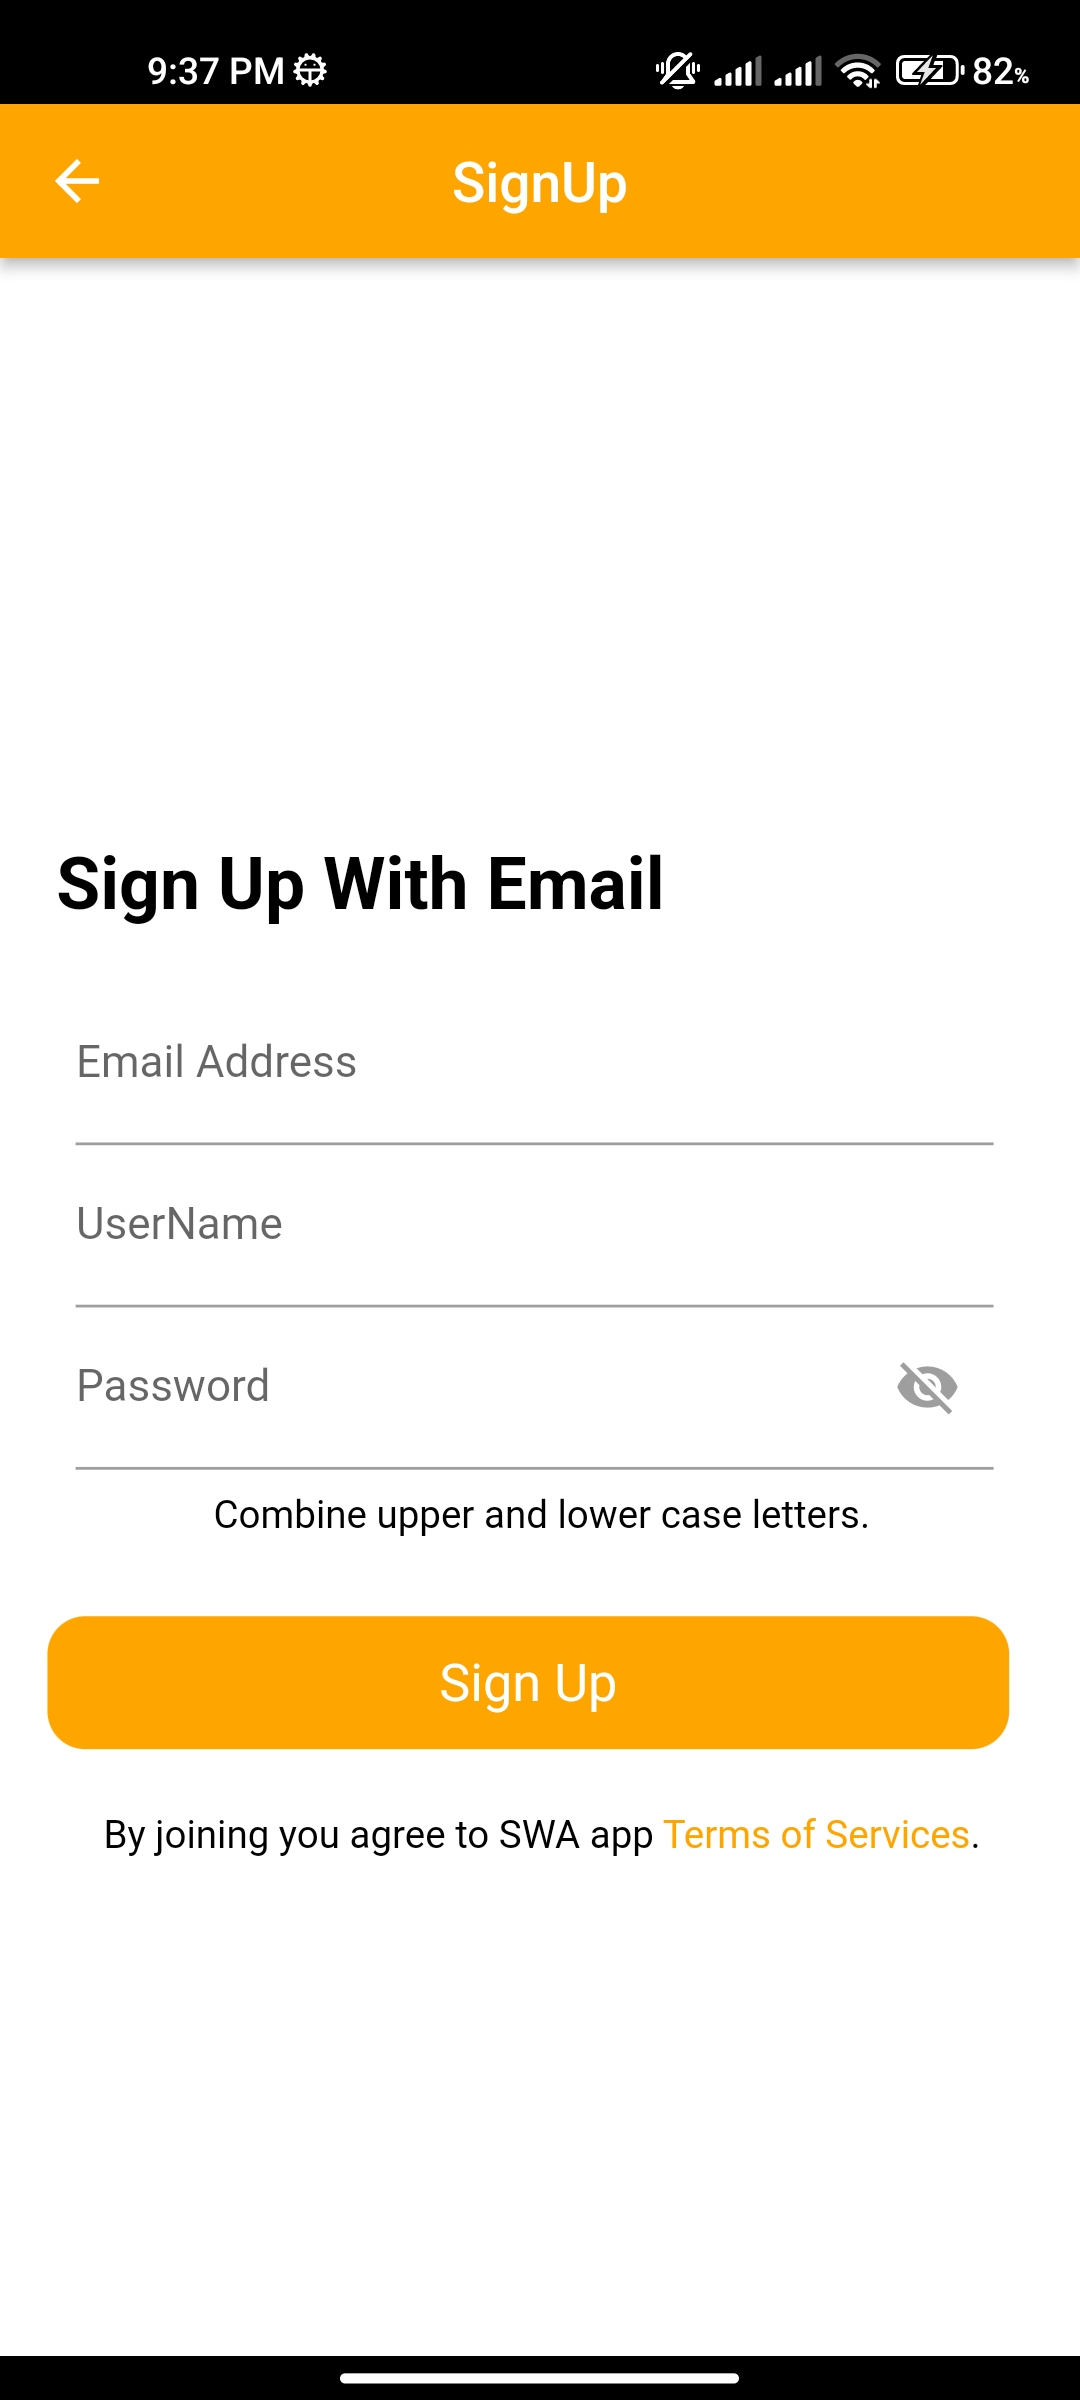 9:37 PM 82%
SignUp
Sign Up With Email
Email Address
UserName
Password
Combine upper and lower case letters.
Sign Up
By joining you agree to SWA app Terms of Services.